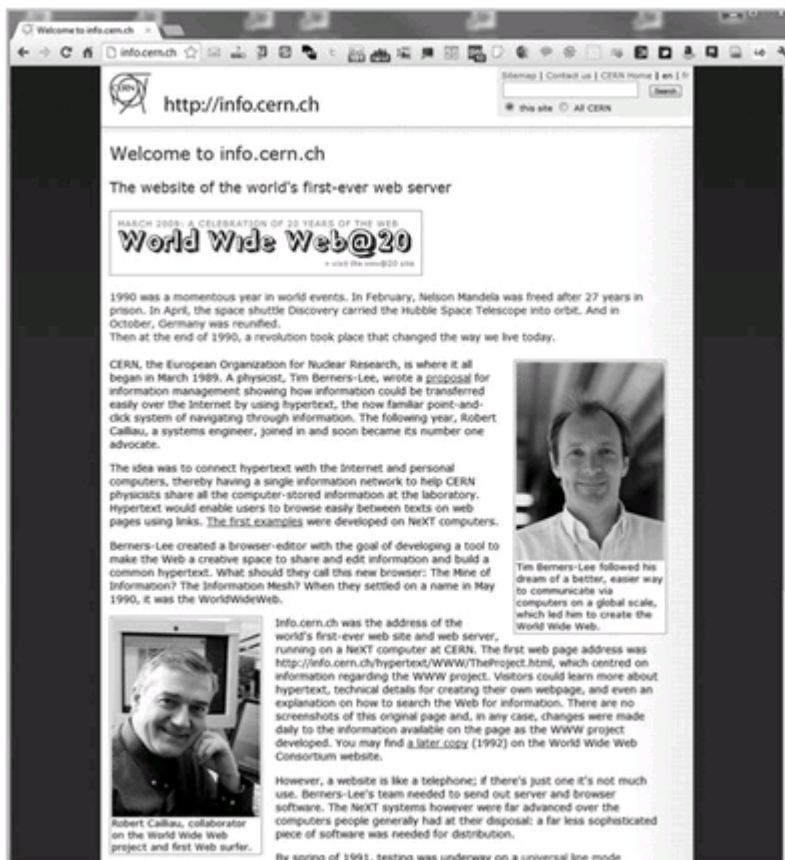 Welcome to info.cern.ch
info.cern.ch
CERN
http://info.cern.ch
Sitemap | Contact us | CERN Home | en | fr
Search
this site All CERN
Welcome to info.cern.ch
The website of the world's first-ever web server
MARCH 2009: A CELEBRATION OF 20 YEARS OF THE WEB
World Wide Web@20
» visit the www@20 site
1990 was a momentous year in world events. In February, Nelson Mandela was freed after 27 years in
prison. In April, the space shuttle Discovery carried the Hubble Space Telescope into orbit. And in
October, Germany was reunified.
Then at the end of 1990, a revolution took place that changed the way we live today.
CERN, the European Organization for Nuclear Research, is where it all
began in March 1989. A physicist, Tim Berners-Lee, wrote a proposal for
information management showing how information could be transferred
easily over the Internet by using hypertext, the now familiar point-and-
click system of navigating through information. The following year, Robert
Cailliau, a systems engineer, joined in and soon became its number one
advocate.
The idea was to connect hypertext with the Internet and personal
computers, thereby having a single information network to help CERN
physicists share all the computer-stored information at the laboratory.
Hypertext would enable users to browse easily between texts on web
pages using links. The first examples were developed on NeXT computers.
Berners-Lee created a browser-editor with the goal of developing a tool to
make the Web a creative space to share and edit information and build a
common hypertext. What should they call this new browser: The Mine of
Information? The Information Mesh? When they settled on a name in May
1990, it was the WorldWideWeb.
Tim Berners-Lee followed his
dream of a better, easier way
to communicate via
computers on a global scale,
which led him to create the
World Wide Web.
Info.cern.ch was the address of the
world's first-ever web site and web server,
running on a NeXT computer at CERN. The first web page address was
http://info.cern.ch/hypertext/WWW/TheProject.html, which centred on
information regarding the WWW project. Visitors could learn more about
hypertext, technical details for creating their own webpage, and even an
explanation on how to search the Web for information. There are no
screenshots of this original page and, in any case, changes were made
daily to the information available on the page as the WWW project
developed. You may find a later copy (1992) on the World Wide Web
Consortium website.
Robert Cailliau, collaborator
on the World Wide Web
project and first Web surfer.
However, a website is like a telephone; if there's just one it's not much
use. Berners-Lee's team needed to send out server and browser
software. The NeXT systems however were far advanced over the
computers people generally had at their disposal: a far less sophisticated
piece of software was needed for distribution.
By spring of 1991, testing was underway on a universal line mode